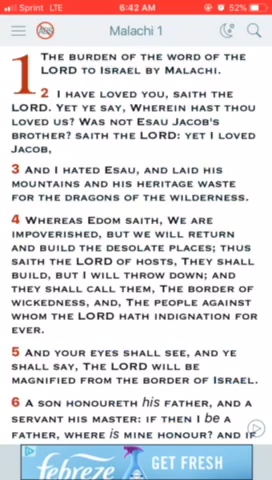 Sprint LTE 6:42 AM 52%
Malachi 1
1 The burden of the word of the
LORD to Israel by Malachi.
2 I have loved you, saith the
LORD. Yet ye say, Wherein hast thou
loved us? Was not Esau Jacob's
brother? saith the LORD: yet I loved
Jacob,
3 And I hated Esau, and laid his
mountains and his heritage waste
for the dragons of the wilderness.
4 Whereas Edom saith, We are
impoverished, but we will return
and build the desolate places; thus
saith the LORD of hosts, They shall
build, but I will throw down; and
they shall call them, The border of
wickedness, and, The people against
whom the LORD hath indignation for
ever.
5 And your eyes shall see, and ye
shall say, The LORD will be
magnified from the border of Israel.
6 A son honoureth his father, and a
servant his master: if then I be a
father, where is mine honour? and if
febreze GET FRESH